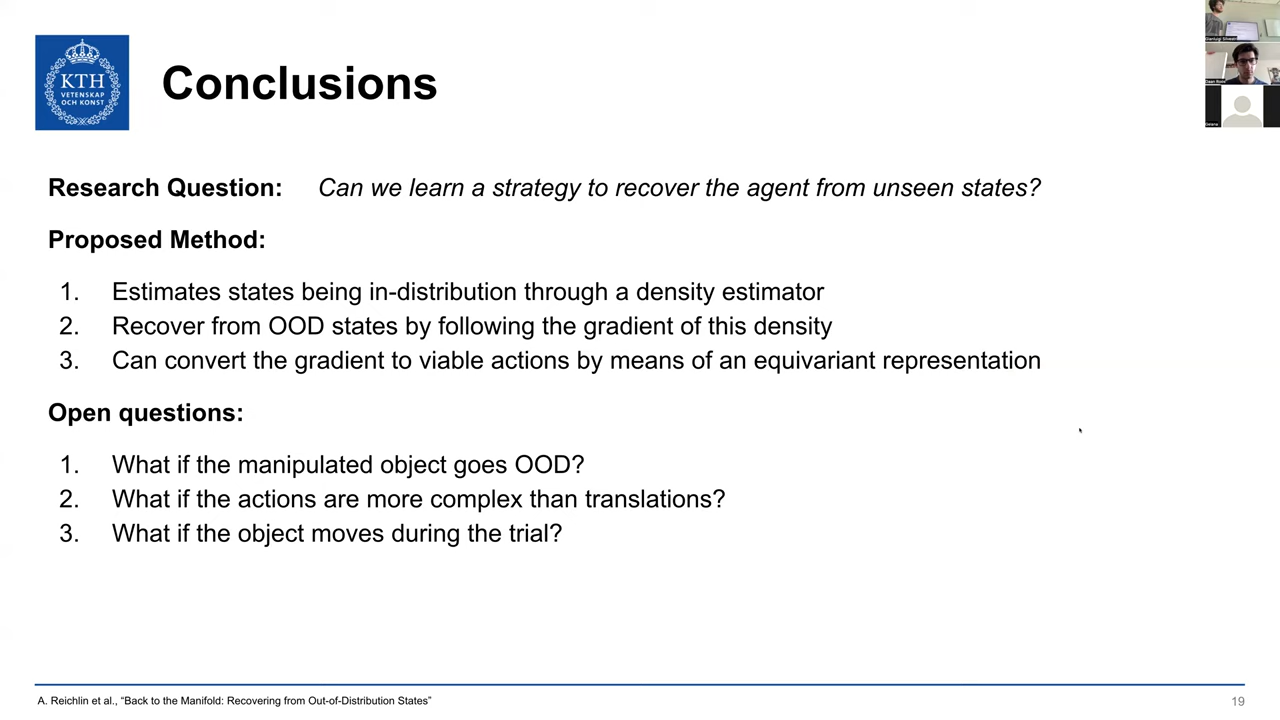 KTH
VETENSKAP
OCH KONST
Conclusions
Research Question: Can we learn a strategy to recover the agent from unseen states?
Proposed Method:
1. Estimates states being in-distribution through a density estimator
2. Recover from OOD states by following the gradient of this density
3. Can convert the gradient to viable actions by means of an equivariant representation
Open questions:
1. What if the manipulated object goes OOD?
2. What if the actions are more complex than translations?
3. What if the object moves during the trial?
A. Reichlin et al., “Back to the Manifold: Recovering from Out-of-Distribution States”
19